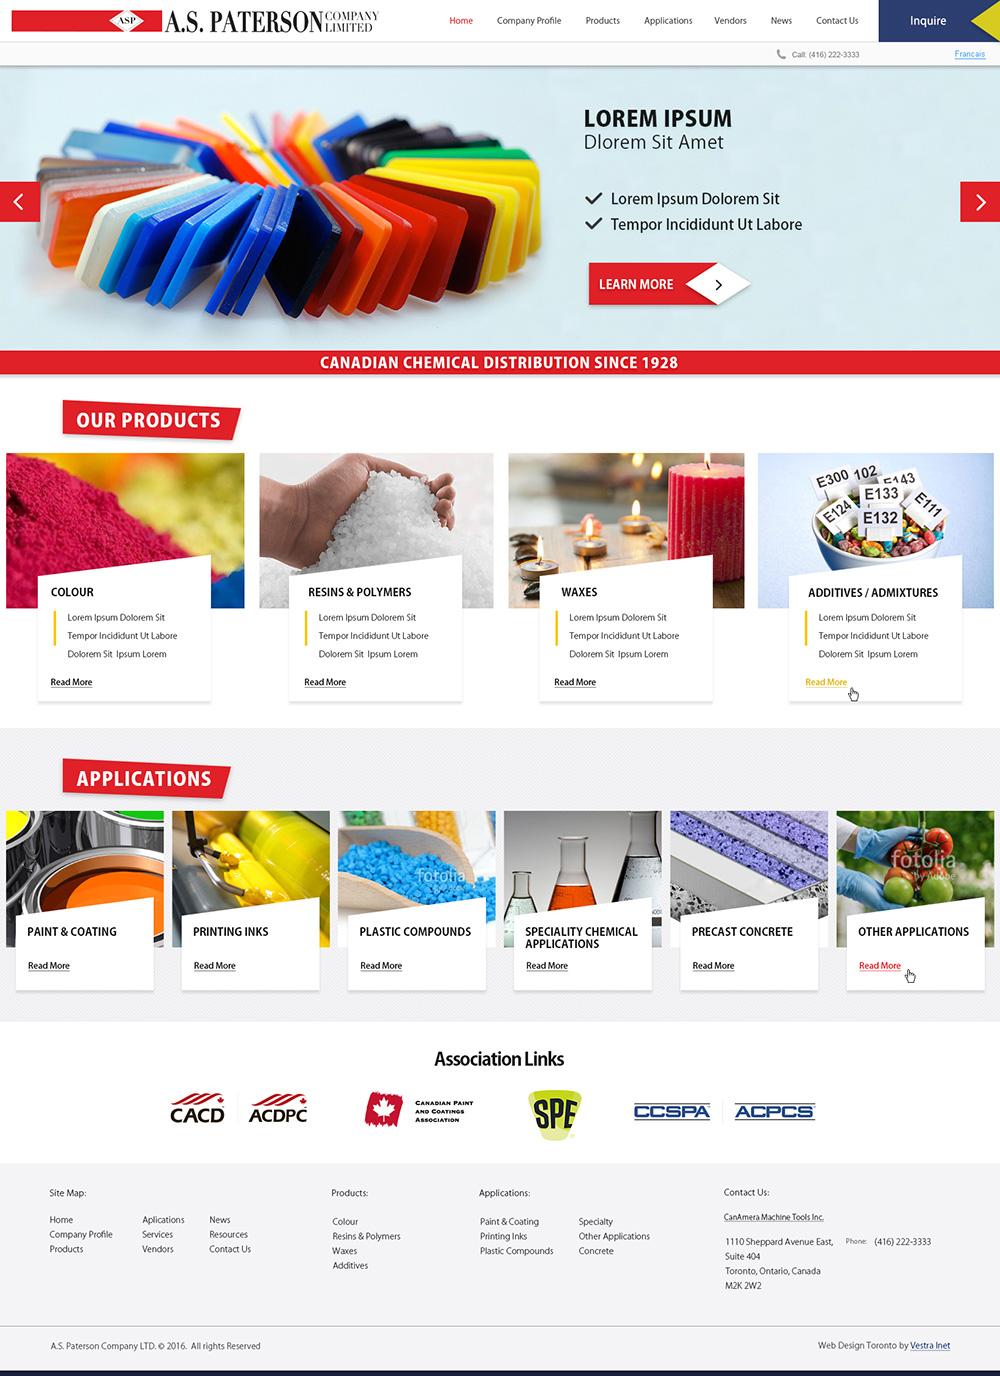 ASP A.S. PATERSON COMPANY LIMITED
Home Company Profile Products Applications Vendors News Contact Us Inquire
Call: (416) 222-3333 Francais
LOREM IPSUM
Dlorem Sit Amet
Lorem Ipsum Dolorem Sit
Tempor Incididunt Ut Labore
LEARN MORE
CANADIAN CHEMICAL DISTRIBUTION SINCE 1928
OUR PRODUCTS
E300 102 E143
E133
E124 E111
E132
COLOUR
Lorem Ipsum Dolorem Sit
Tempor Incididunt Ut Labore
Dolorem Sit Ipsum Lorem
Read More
RESINS & POLYMERS
Lorem Ipsum Dolorem Sit
Tempor Incididunt Ut Labore
Dolorem Sit Ipsum Lorem
Read More
WAXES
Lorem Ipsum Dolorem Sit
Tempor Incididunt Ut Labore
Dolorem Sit Ipsum Lorem
Read More
ADDITIVES / ADMIXTURES
Lorem Ipsum Dolorem Sit
Tempor Incididunt Ut Labore
Dolorem Sit Ipsum Lorem
Read More
APPLICATIONS
PAINT & COATING
Read More
PRINTING INKS
Read More
fotolia
PLASTIC COMPOUNDS
Read More
SPECIALITY CHEMICAL
APPLICATIONS
Read More
PRECAST CONCRETE
Read More
fotolia
by Adobe
OTHER APPLICATIONS
Read More
Association Links
CACD ACDPC
CANADIAN PAINT
AND COATINGS
ASSOCIATION
SPE
CCSPA ACPCS
Site Map:
Home Aplications News
Company Profile Services Resources
Products Vendors Contact Us
Products:
Colour
Resins & Polymers
Waxes
Additives
Applications:
Paint & Coating Specialty
Printing Inks Other Applications
Plastic Compounds Concrete
Contact Us:
CanAmera Machine Tools Inc.
1110 Sheppard Avenue East, Phone: (416) 222-3333
Suite 404
Toronto, Ontario, Canada
M2K 2W2
A.S. Paterson Company LTD. © 2016. All rights Reserved
Web Design Toronto by Vestra Inet